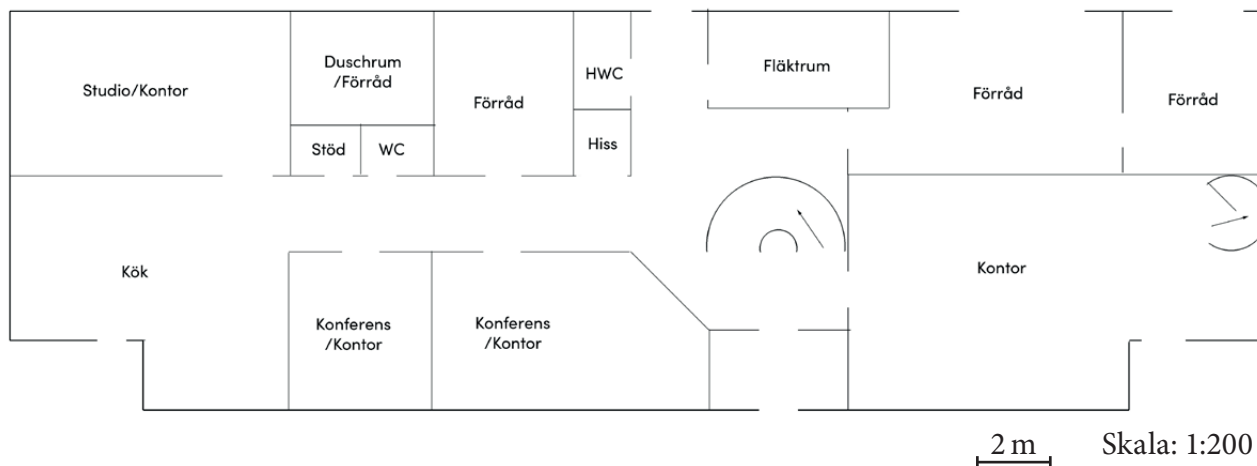 Studio/Kontor
Duschrum
/Förråd
Förråd
HWC
Fläktrum
Förråd
Förråd
Stöd
WC
Hiss
Kök
Konferens
/Kontor
Konferens
/Kontor
Kontor
2 m
Skala: 1:200